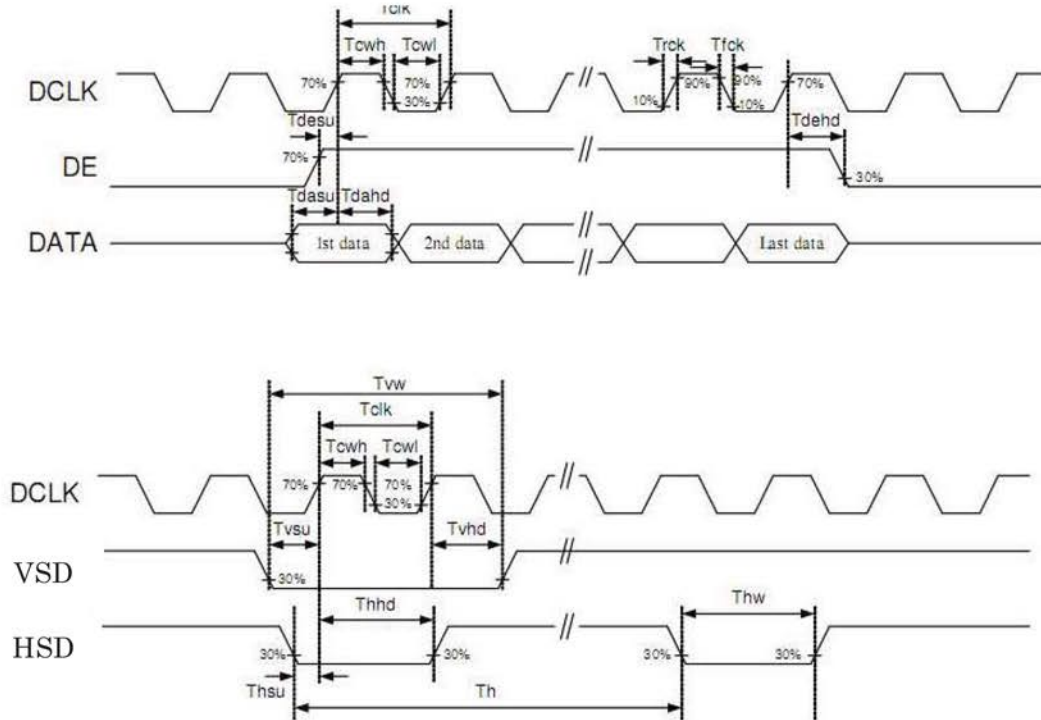 Tclk
Tcwh Tcwl Trck Tfck
DCLK 70% 70% 30% 10% 90% 90% 10% 70%
Tdesu Tdehd
DE 70% 30%
Tdasu Tdahd
DATA 1st data 2nd data Last data
Tvw
Tclk
Tcwh Tcwl
DCLK 70% 70% 70% 30%
Tvsu Tvhd
VSD 30%
Thhd Thw
HSD 30% 30% 30% 30%
Thsu Th